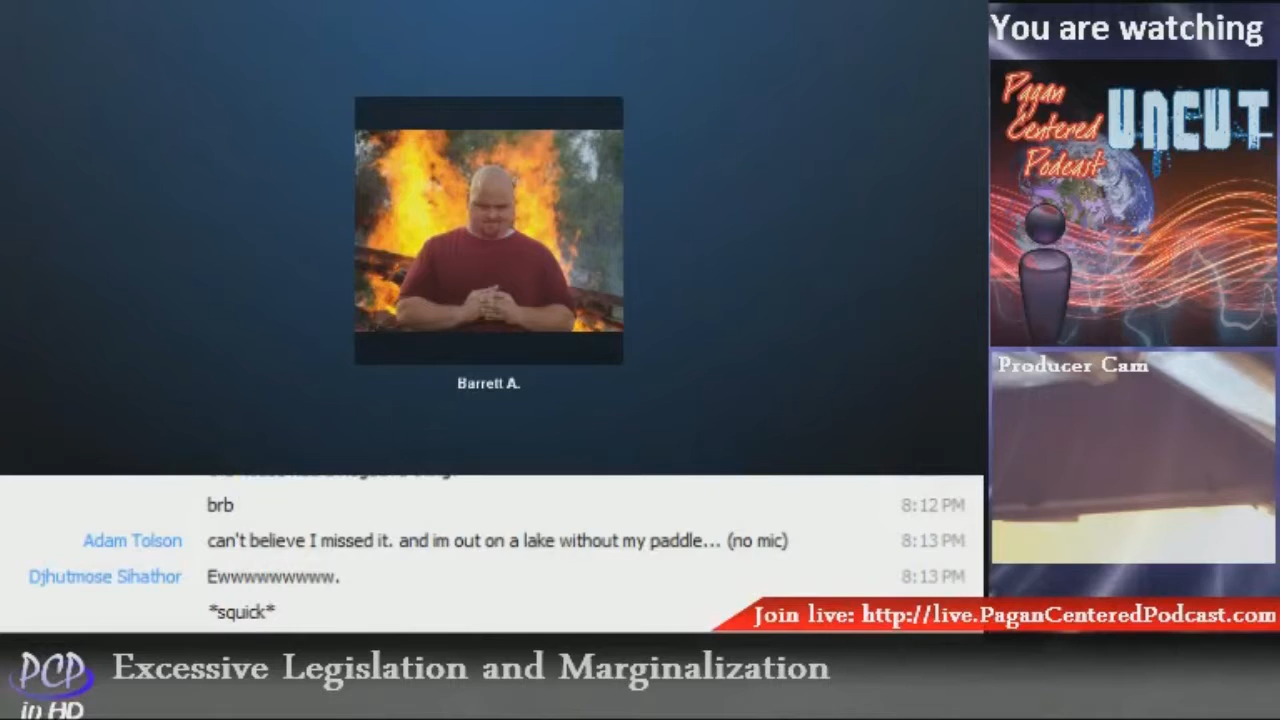 You are watching
Pagan
Centered
Podcast
UNCUT
Barrett A.
Producer Cam
brb 8:12 PM
Adam Tolson can't believe I missed it. and im out on a lake without my paddle... (no mic) 8:13 PM
Djhutmose Sihathor Ewwwwwwwww. 8:13 PM
*squick*
Join live: http://live.PaganCenteredPodcast.com
PCP
in HD
Excessive Legislation and Marginalization